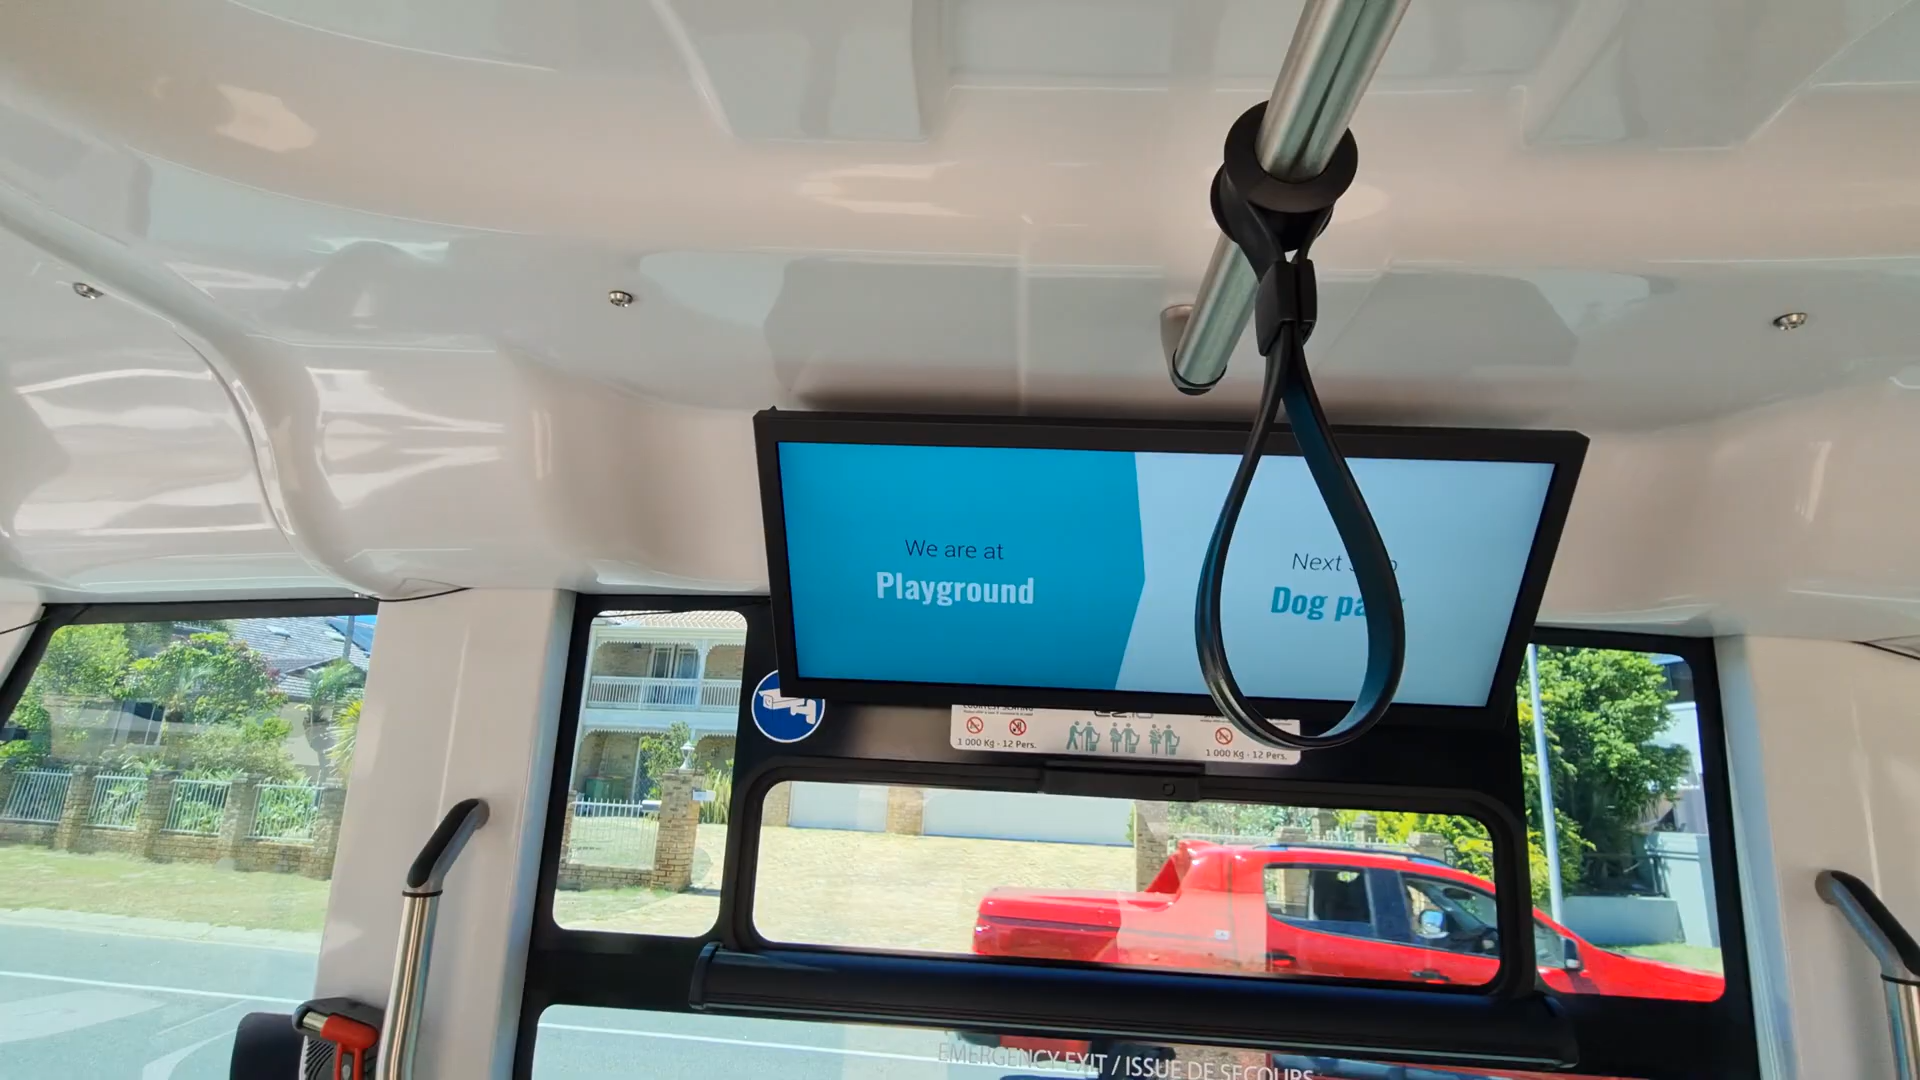 We are at
Playground
Next
Dog
1 000 Kg - 12 Pers.
1 000 Kg - 12 Pers.
EMERGENCY EXIT / ISSUE DE SECOURS